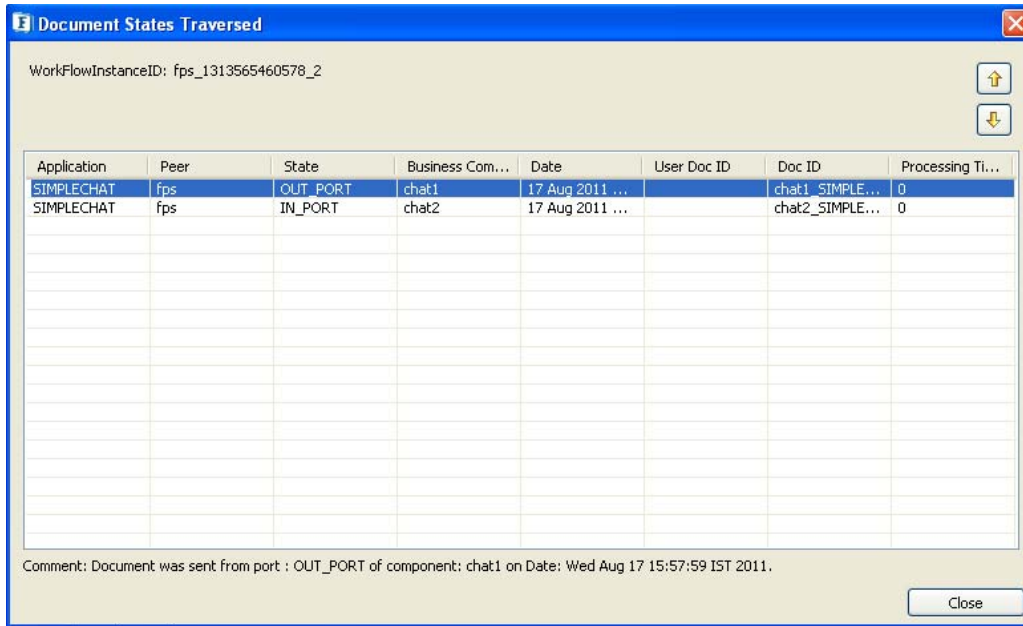 Document States Traversed
WorkFlowInstanceID: fps_1313565460578_2
Application Peer State Business Com... Date User Doc ID Doc ID Processing Ti...
SIMPLECHAT fps OUT_PORT chat1 17 Aug 2011 ... chat1_SIMPLE... 0
SIMPLECHAT fps IN_PORT chat2 17 Aug 2011 ... chat2_SIMPLE... 0
Comment: Document was sent from port : OUT_PORT of component: chat1 on Date: Wed Aug 17 15:57:59 IST 2011.
Close